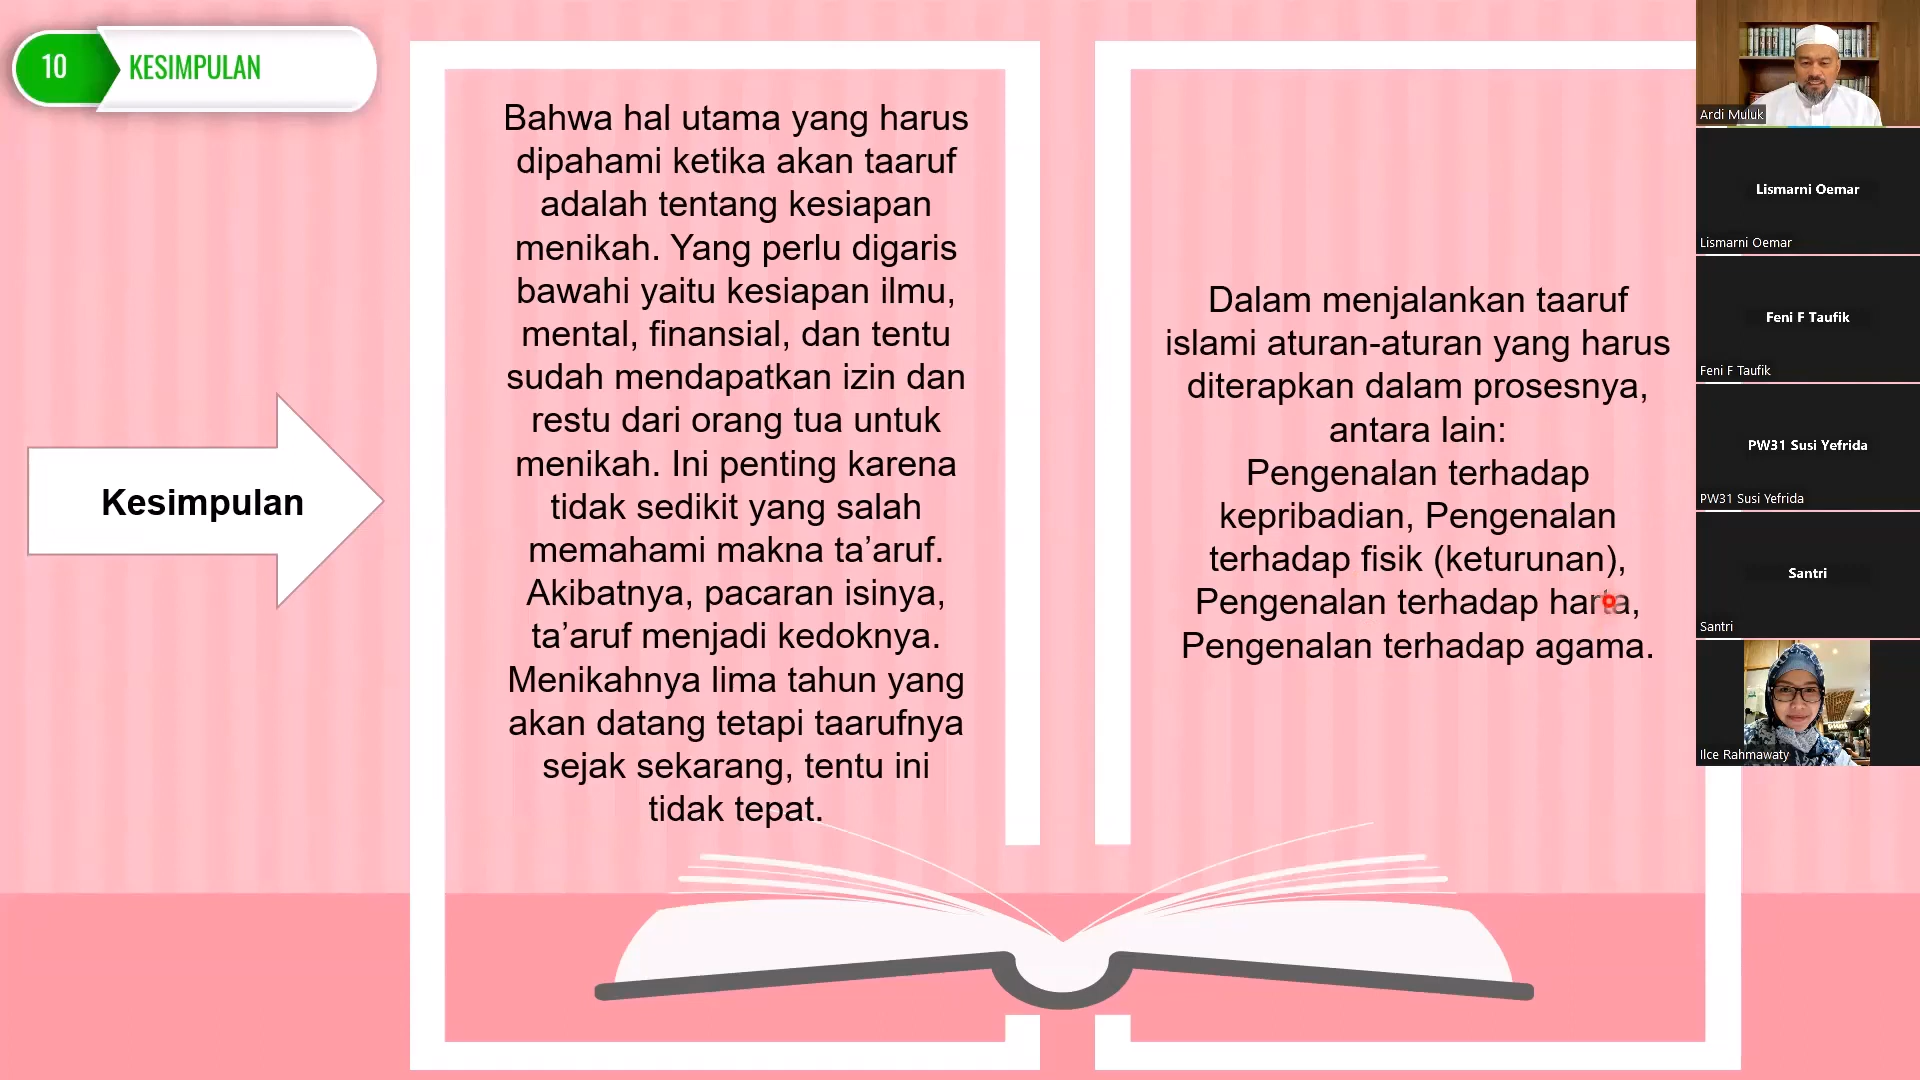 10
KESIMPULAN
Kesimpulan
Bahwa hal utama yang harus
dipahami ketika akan taaruf
adalah tentang kesiapan
menikah. Yang perlu digaris
bawahi yaitu kesiapan ilmu,
mental, finansial, dan tentu
sudah mendapatkan izin dan
restu dari orang tua untuk
menikah. Ini penting karena
tidak sedikit yang salah
memahami makna ta’aruf.
Akibatnya, pacaran isinya,
ta’aruf menjadi kedoknya.
Menikahnya lima tahun yang
akan datang tetapi taarufnya
sejak sekarang, tentu ini
tidak tepat.
Dalam menjalankan taaruf
islami aturan-aturan yang harus
diterapkan dalam prosesnya,
antara lain:
Pengenalan terhadap
kepribadian, Pengenalan
terhadap fisik (keturunan),
Pengenalan terhadap harta,
Pengenalan terhadap agama.
Ardi Muluk
Lismarni Oemar
Lismarni Oemar
Feni F Taufik
Feni F Taufik
PW31 Susi Yefrida
PW31 Susi Yefrida
Santri
Santri
Ilce Rahmawaty